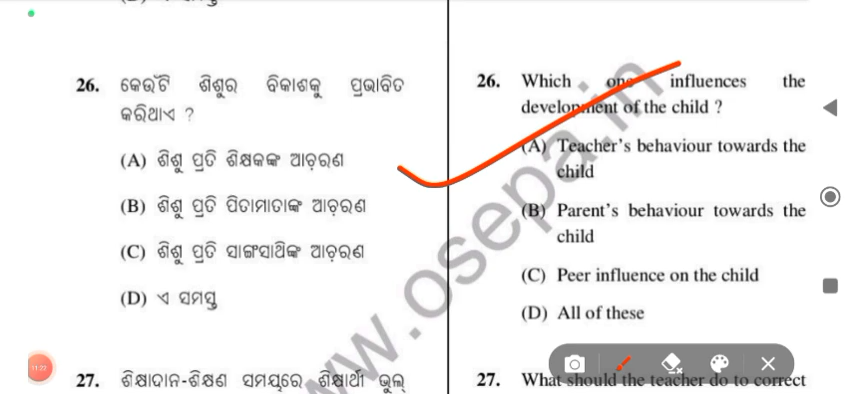 26. କେଉଁଟି ଶିଶୁର ବିକାଶକୁ ପ୍ରଭାବିତ
କରିଥାଏ ?
(A) ଶିଶୁ ପ୍ରତି ଶିକ୍ଷକଙ୍କ ଆଚରଣ
(B) ଶିଶୁ ପ୍ରତି ପିତାମାତାଙ୍କ ଆଚରଣ
(C) ଶିଶୁ ପ୍ରତି ସାଙ୍ଗସାଥିଙ୍କ ଆଚରଣ
(D) ଏ ସମସ୍ତ
27. ଶିକ୍ଷାଦାନ-ଶିକ୍ଷଣ ସମୟରେ ଶିକ୍ଷାର୍ଥୀ ଭୁଲ୍
26. Which one influences the
development of the child ?
(A) Teacher's behaviour towards the
child
(B) Parent's behaviour towards the
child
(C) Peer influence on the child
(D) All of these
27. What should the teacher do to correct
www.osepa.in
11:27